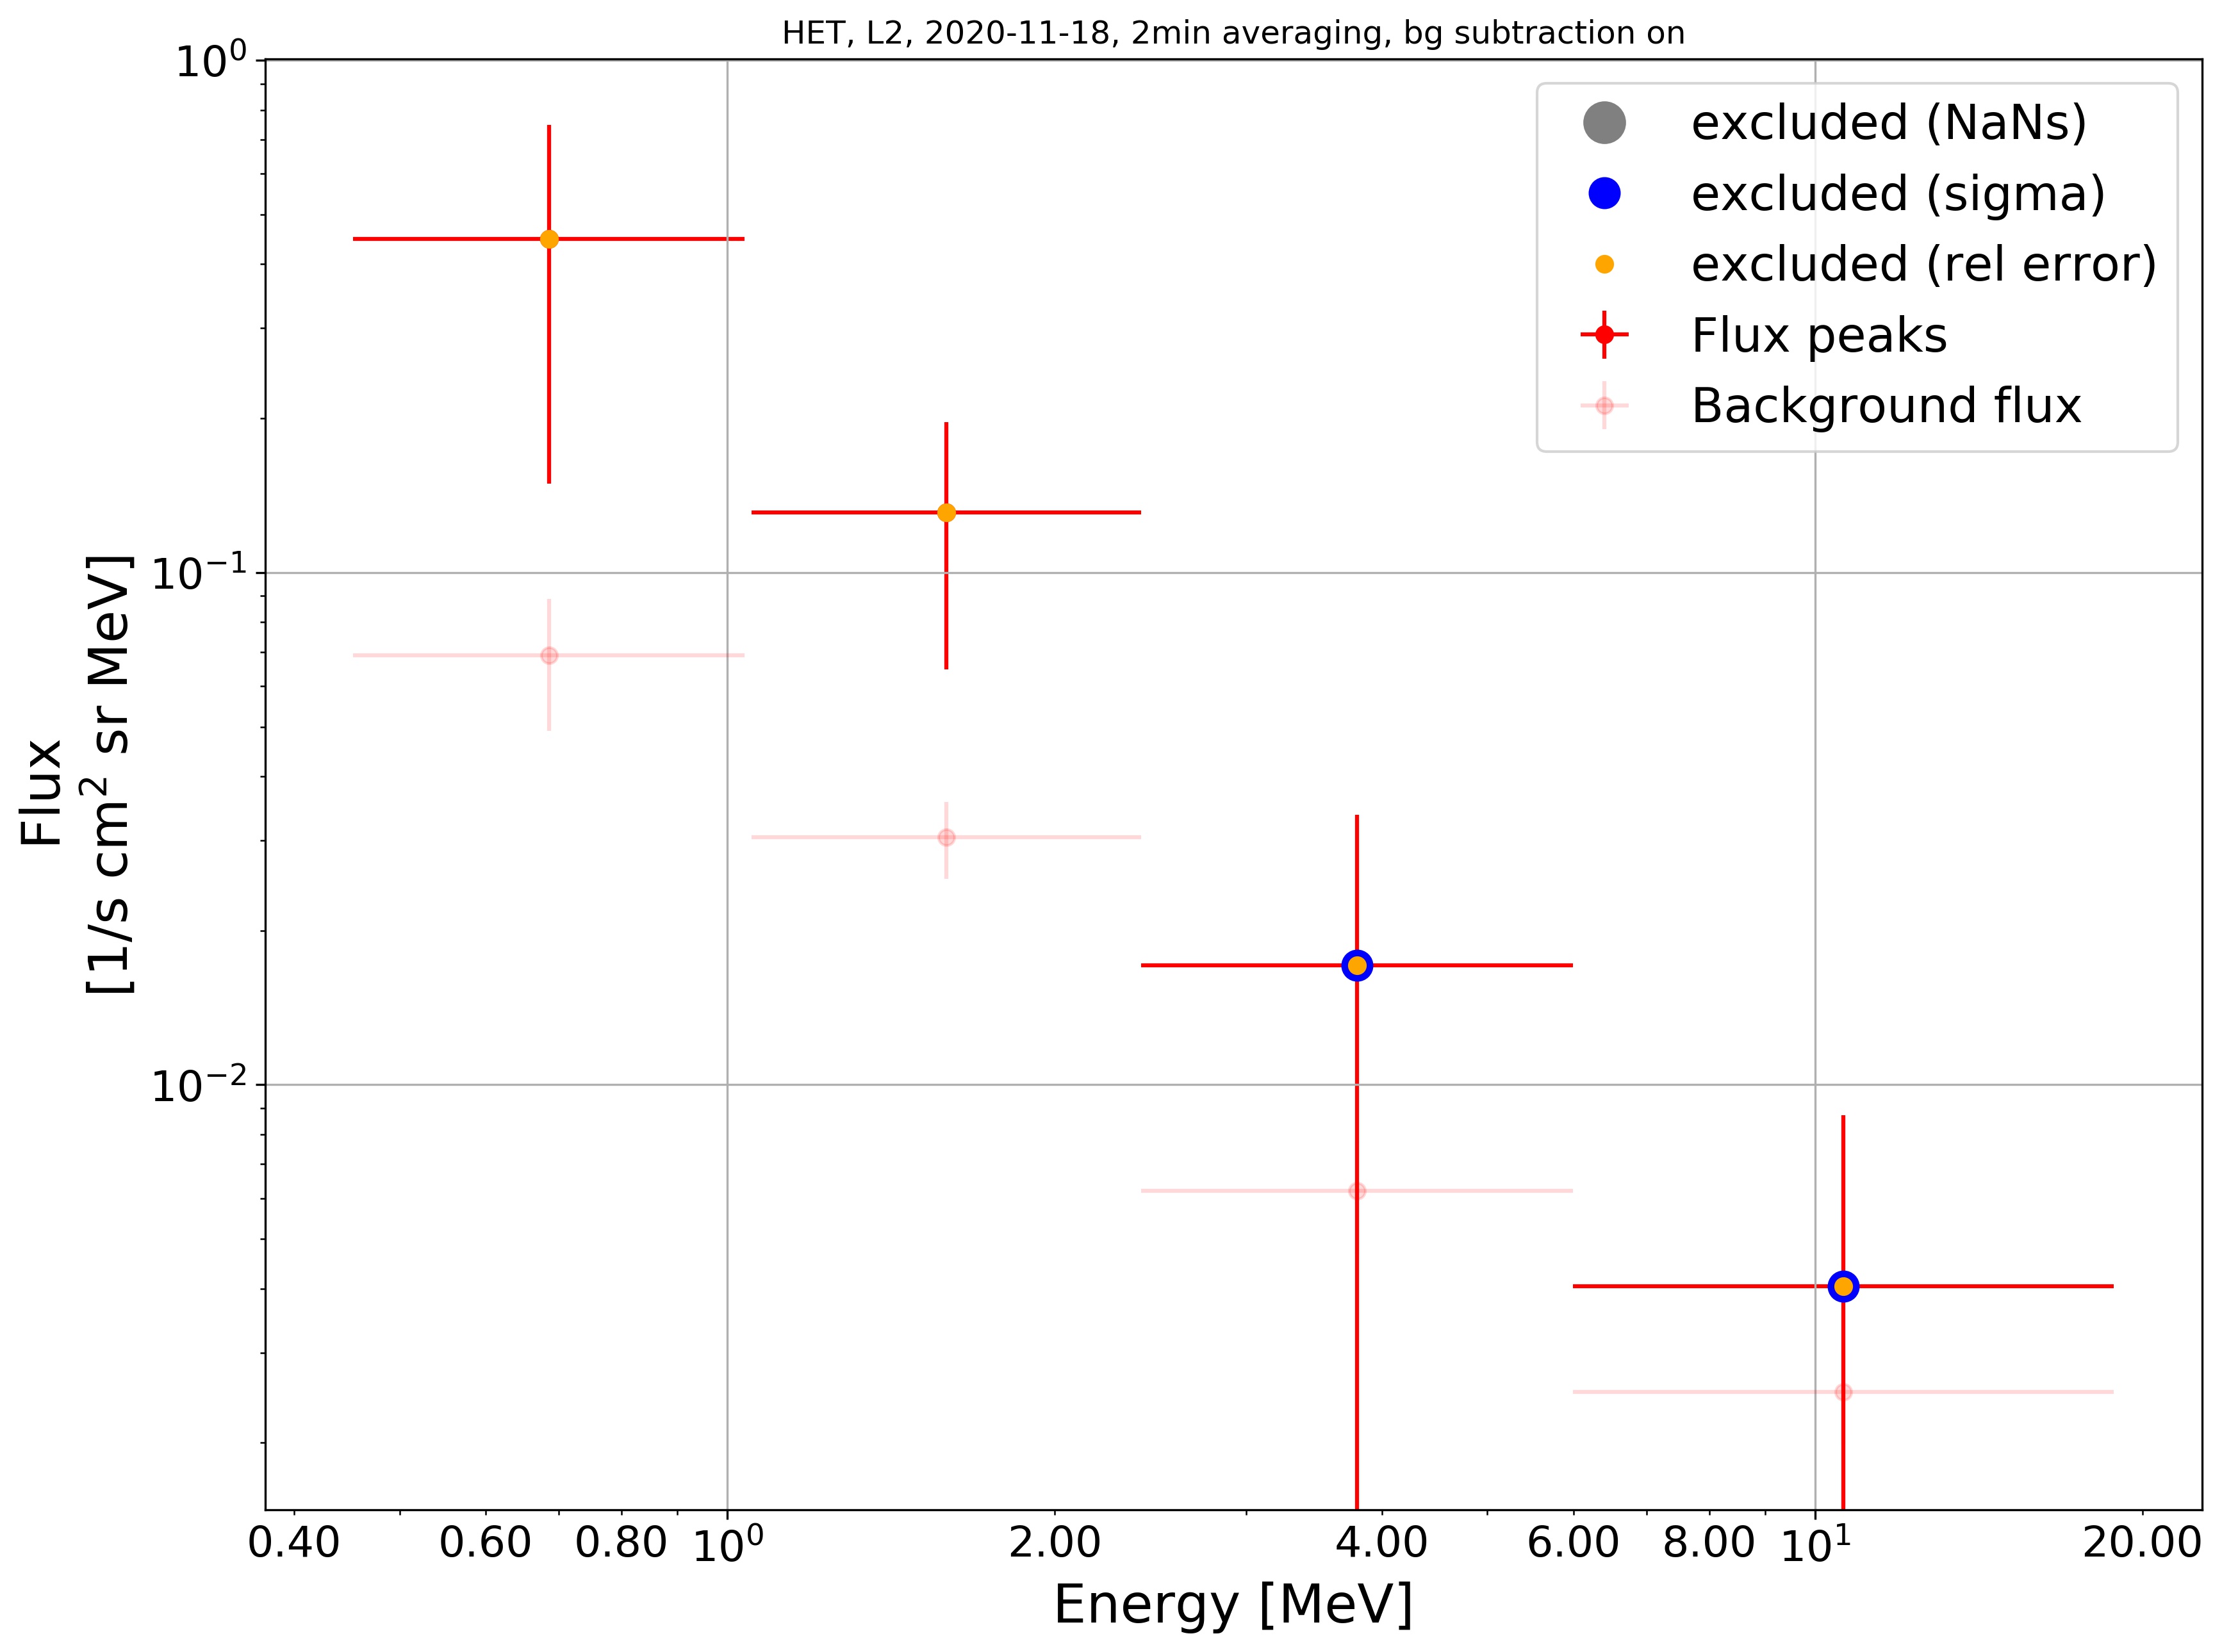 HET, L2, 2020-11-18, 2min averaging, bg subtraction on
10⁰
10⁻¹
10⁻²
Flux
[1/s cm² sr MeV]
excluded (NaNs)
excluded (sigma)
excluded (rel error)
Flux peaks
Background flux
0.40 0.60 0.80 10⁰ 2.00 4.00 6.00 8.00 10¹ 20.00
Energy [MeV]